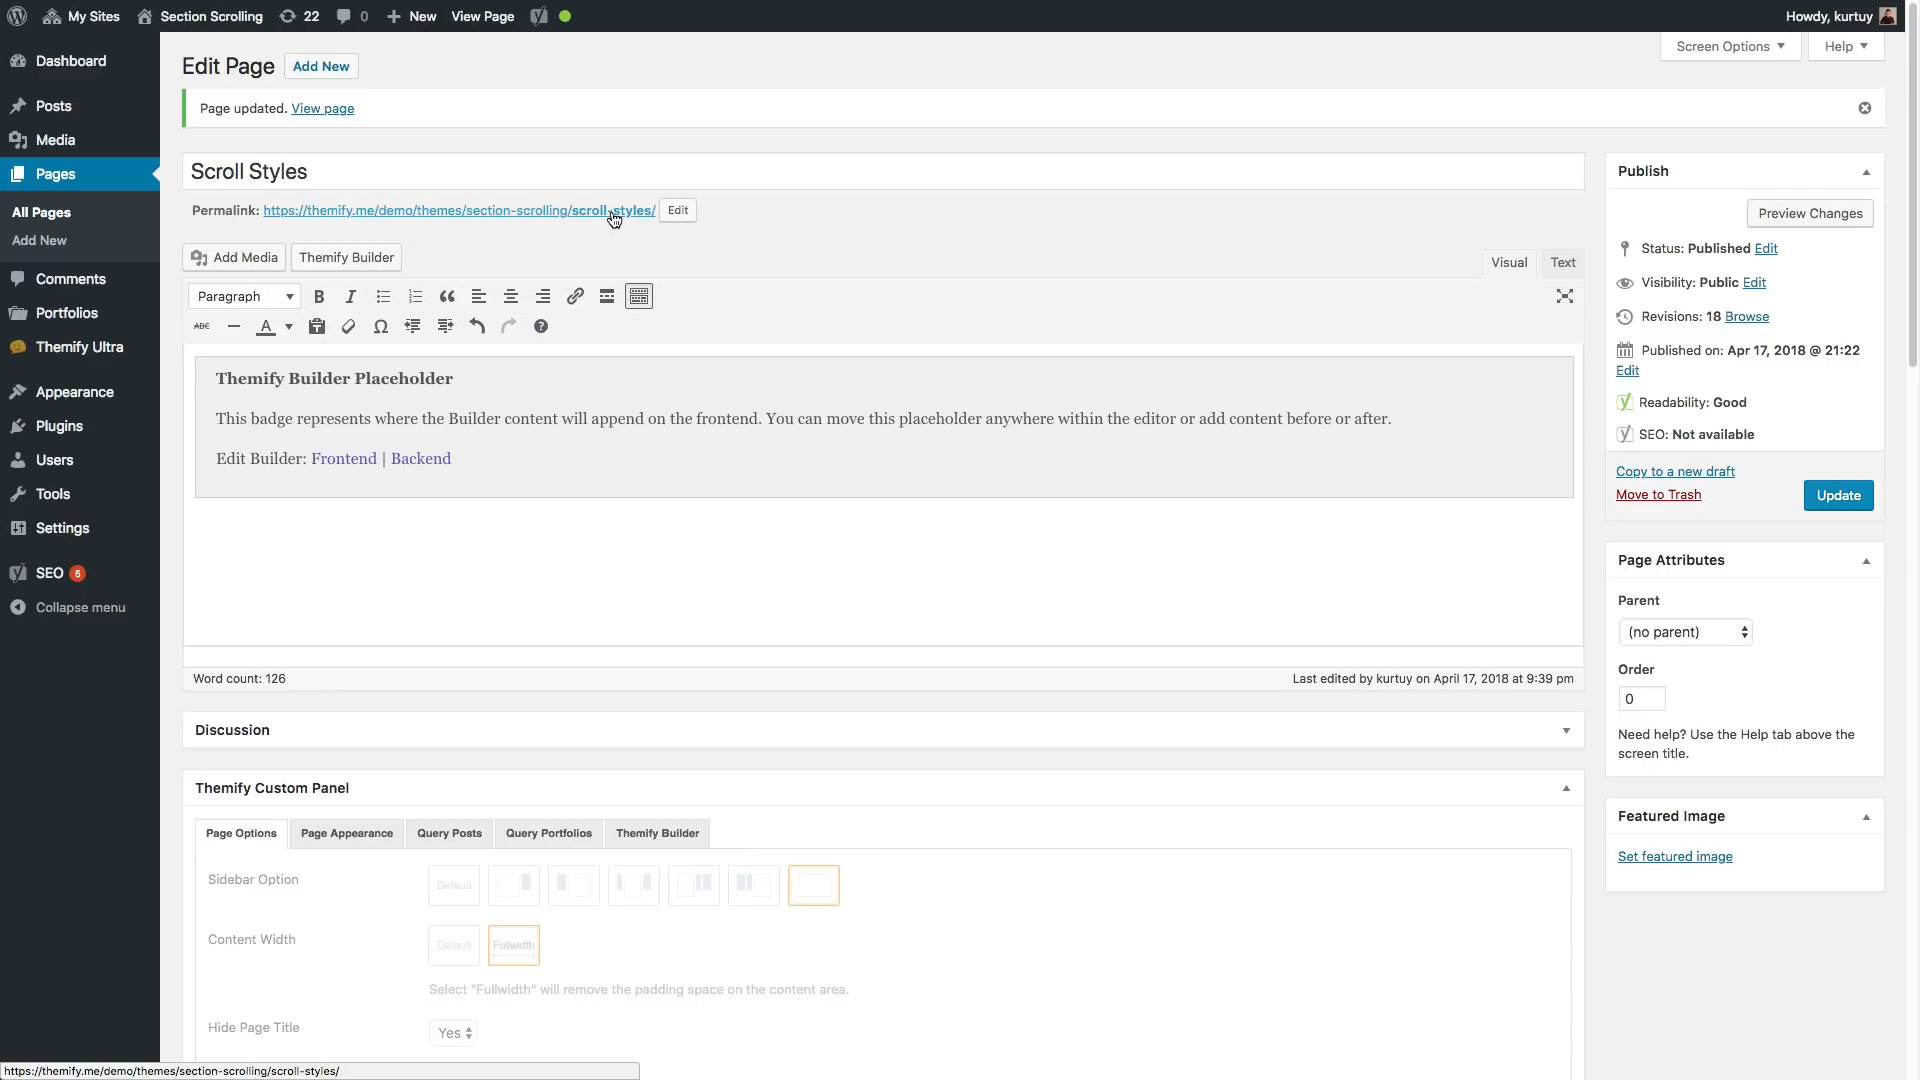 My Sites
Section Scrolling
22
0
New
View Page
Howdy, kurtuy
Screen Options
Help
Dashboard
Posts
Media
Pages
All Pages
Add New
Comments
Portfolios
Themify Ultra
Appearance
Plugins
Users
Tools
Settings
SEO 5
Collapse menu
Edit Page
Add New
Page updated. View page
Scroll Styles
Permalink: https://themify.me/demo/themes/section-scrolling/scroll-styles/
Edit
Add Media
Themify Builder
Visual
Text
Paragraph
B
I
ABC
A
Ω
Themify Builder Placeholder
This badge represents where the Builder content will append on the frontend. You can move this placeholder anywhere within the editor or add content before or after.
Edit Builder: Frontend | Backend
Word count: 126
Last edited by kurtuy on April 17, 2018 at 9:39 pm
Discussion
Themify Custom Panel
Page Options
Page Appearance
Query Posts
Query Portfolios
Themify Builder
Sidebar Option
Default
Content Width
Default
Fullwidth
Select "Fullwidth" will remove the padding space on the content area.
Hide Page Title
Yes
Publish
Preview Changes
Status: Published Edit
Visibility: Public Edit
Revisions: 18 Browse
Published on: Apr 17, 2018 @ 21:22
Edit
Readability: Good
SEO: Not available
Copy to a new draft
Move to Trash
Update
Page Attributes
Parent
(no parent)
Order
0
Need help? Use the Help tab above the
screen title.
Featured Image
Set featured image
https://themify.me/demo/themes/section-scrolling/scroll-styles/